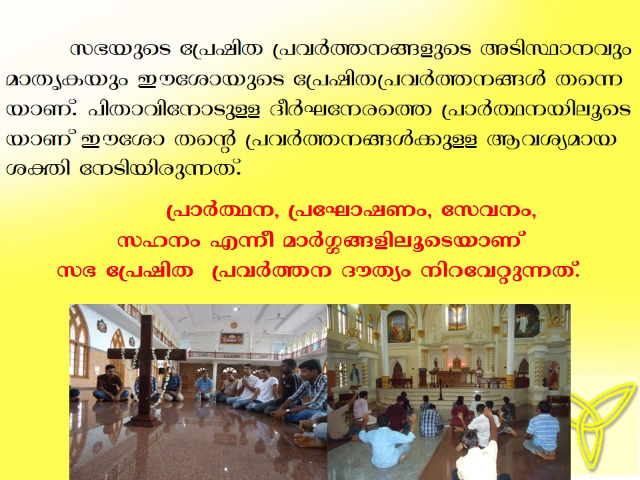 സഭയുടെ പ്രേഷിത പ്രവർത്തനങ്ങളുടെ അടിസ്ഥാനവും
മാതൃകയും ഈശോയുടെ പ്രേഷിതപ്രവർത്തനങ്ങൾ തന്നെ
യാണ്. പിതാവിനോടുള്ള ദീർഘനേരത്തെ പ്രാർത്ഥനയിലൂടെ
യാണ് ഈശോ തന്റെ പ്രവർത്തനങ്ങൾക്കുള്ള ആവശ്യമായ
ശക്തി നേടിയിരുന്നത്.
പ്രാർത്ഥന, പ്രഘോഷണം, സേവനം,
സഹനം എന്നീ മാർഗ്ഗങ്ങളിലൂടെയാണ്
സഭ പ്രേഷിത പ്രവർത്തന ദൗത്യം നിറവേറ്റുന്നത്.